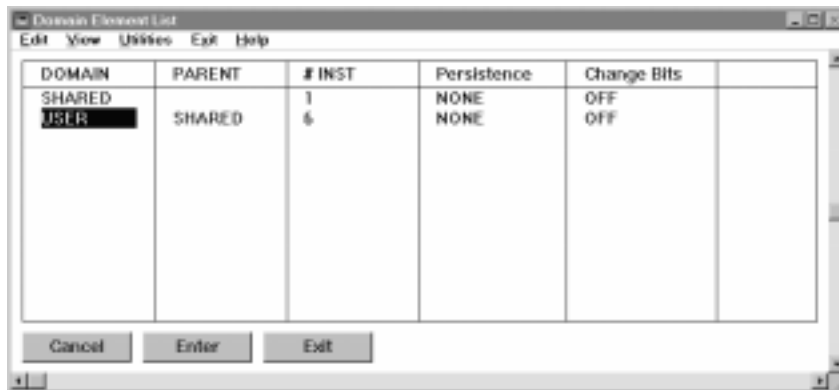 Domain Element List
Edit View Utilities Exit Help
DOMAIN PARENT # INST Persistence Change Bits
SHARED 1 NONE OFF
USER SHARED 6 NONE OFF
Cancel Enter Exit